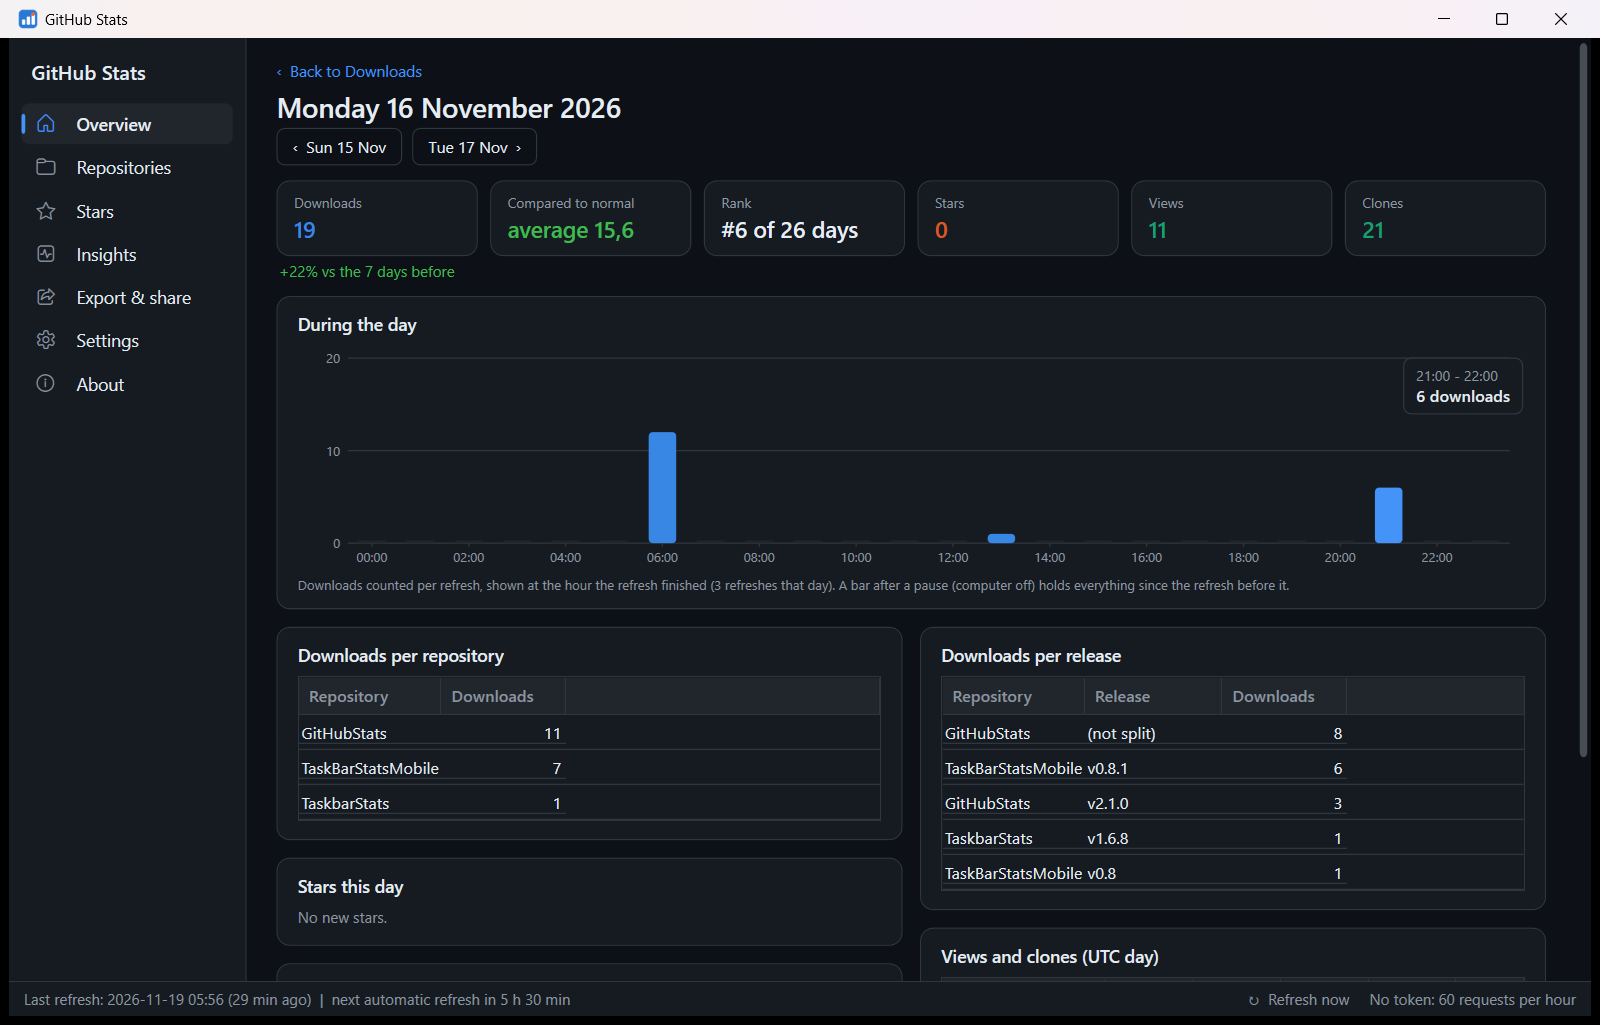 GitHub Stats
GitHub Stats
Overview
Repositories
Stars
Insights
Export & share
Settings
About
‹ Back to Downloads
Monday 16 November 2026
‹ Sun 15 Nov
Tue 17 Nov ›
Downloads
19
Compared to normal
average 15,6
Rank
#6 of 26 days
Stars
0
Views
11
Clones
21
+22% vs the 7 days before
During the day
20
10
0
21:00 - 22:00
6 downloads
00:00 02:00 04:00 06:00 08:00 10:00 12:00 14:00 16:00 18:00 20:00 22:00
Downloads counted per refresh, shown at the hour the refresh finished (3 refreshes that day). A bar after a pause (computer off) holds everything since the refresh before it.
Downloads per repository
Repository Downloads
GitHubStats 11
TaskBarStatsMobile 7
TaskbarStats 1
Stars this day
No new stars.
Downloads per release
Repository Release Downloads
GitHubStats (not split) 8
TaskBarStatsMobile v0.8.1 6
GitHubStats v2.1.0 3
TaskbarStats v1.6.8 1
TaskBarStatsMobile v0.8 1
Views and clones (UTC day)
Last refresh: 2026-11-19 05:56 (29 min ago) | next automatic refresh in 5 h 30 min
↻ Refresh now
No token: 60 requests per hour